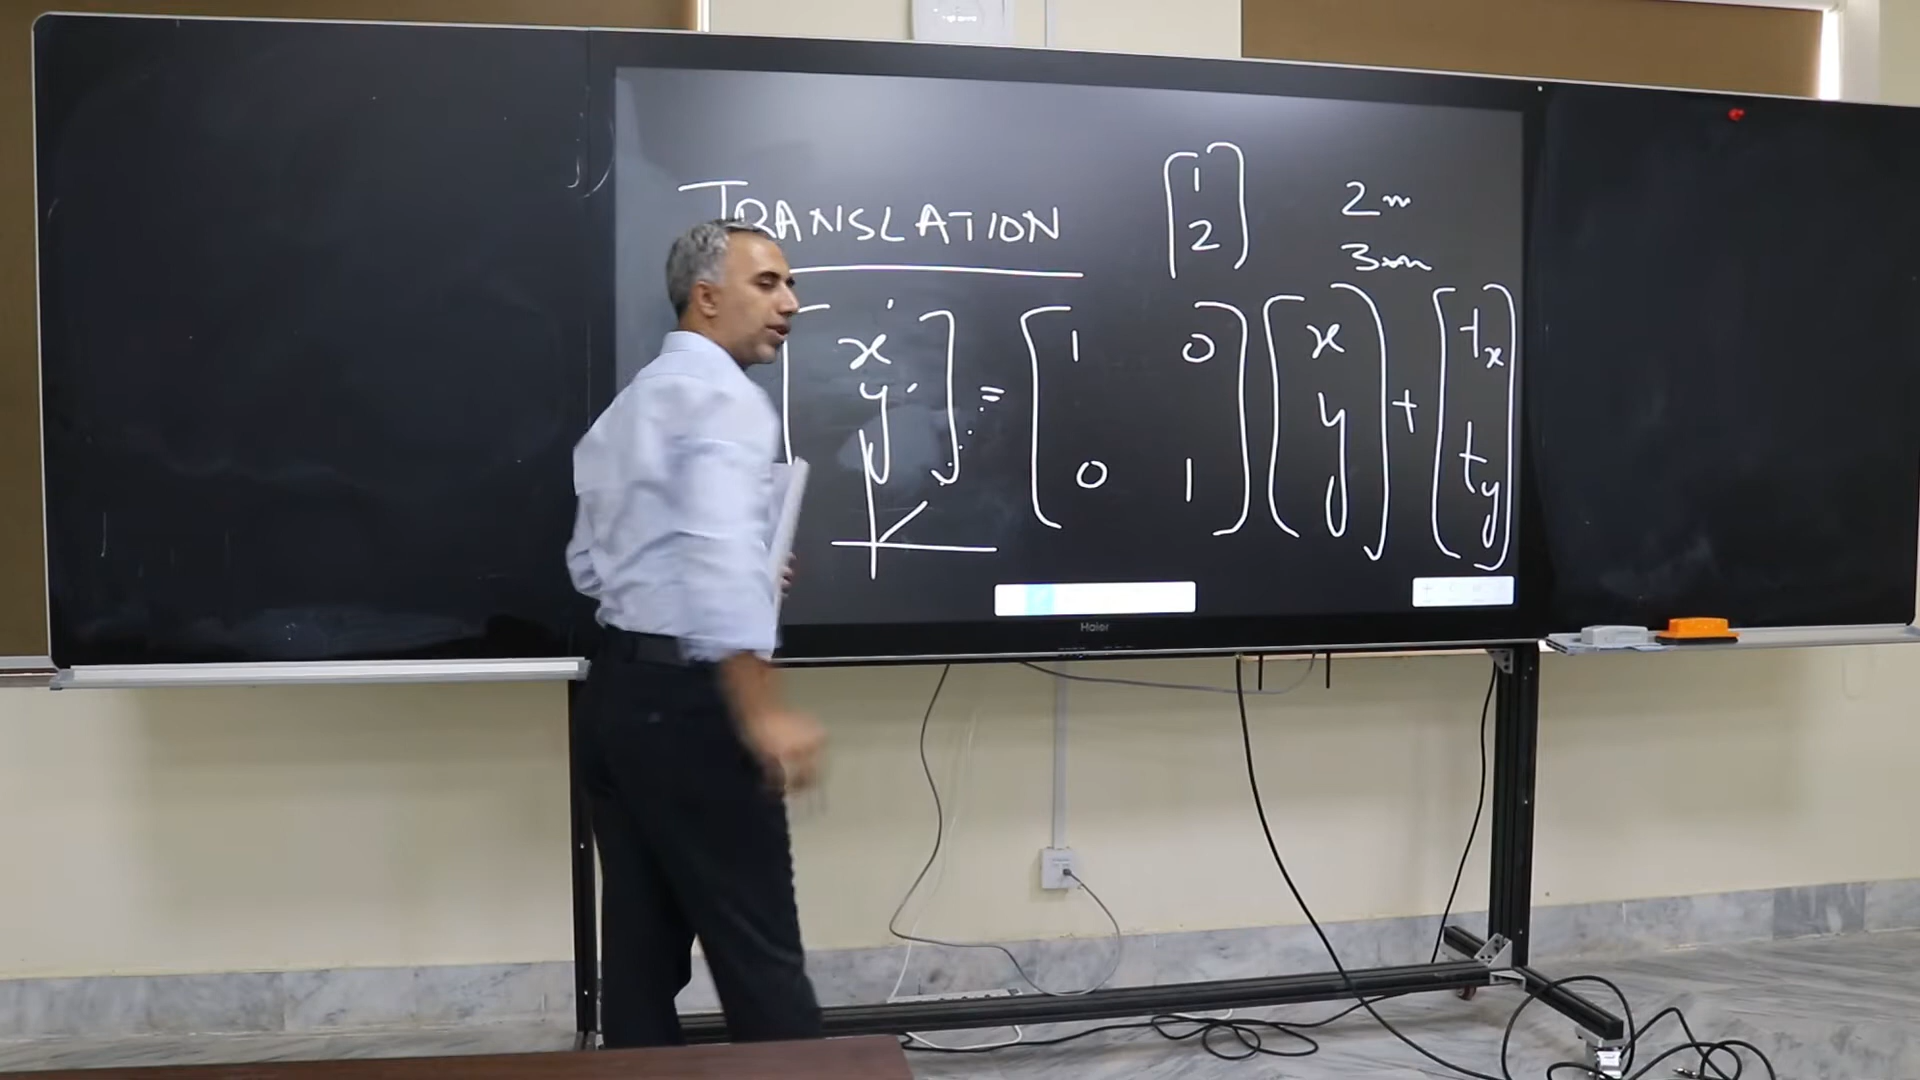 TRANSLATION
[1
2]
2m
3m
[x'
y'] = [1 0
0 1] [x
y] + [tx
ty]
Haier